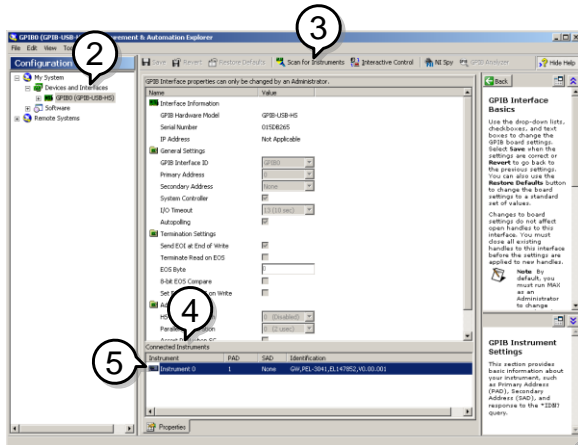 GPIB0 (GPIB-USB-HS) Measurement & Automation Explorer
File Edit View
3
2
Configuration
Save Revert Restore Defaults Scan for Instruments Interactive Control NI Spy GPIB Analyzer Hide Help
My System
Devices and Interfaces
GPIB0 (GPIB-USB-HS)
Software
Remote Systems
GPIB Interface properties can only be changed by an Administrator.
Name Value
Interface Information
GPIB Hardware Model GPIB-USB-HS
Serial Number 015DB265
IP Address Not Applicable
General Settings
GPIB Interface ID GPIB0
Primary Address 0
Secondary Address None
System Controller
I/O Timeout 13 (10 sec)
Autopolling
Termination Settings
Send EOI at End of Write
Terminate Read on EOS
EOS Byte 0
8-bit EOS Compare
on Write
0 (Disabled)
4
Connected Instruments
5
Instrument PAD SAD Identification
Instrument 0 1 None GW,PEL-3041,EL147852,V0.00.001
Properties
Back
GPIB Interface
Basics
Use the drop-down lists,
checkboxes, and text
boxes to change the
GPIB board settings.
Select Save when the
settings are correct or
Revert to go back to
the previous settings.
You can also use the
Restore Defaults button
to change the board
settings to a standard
set of values.
Changes to board
settings do not affect
open handles to this
interface. You must
close all existing
handles to this interface
before the settings are
applied to new handles.
Note By
default, you
must run MAX
as an
Administrator
to change
GPIB Instrument
Settings
This section provides
basic information about
your instrument, such
as Primary Address
(PAD), Secondary
Address (SAD), and
response to the *IDN?
query.